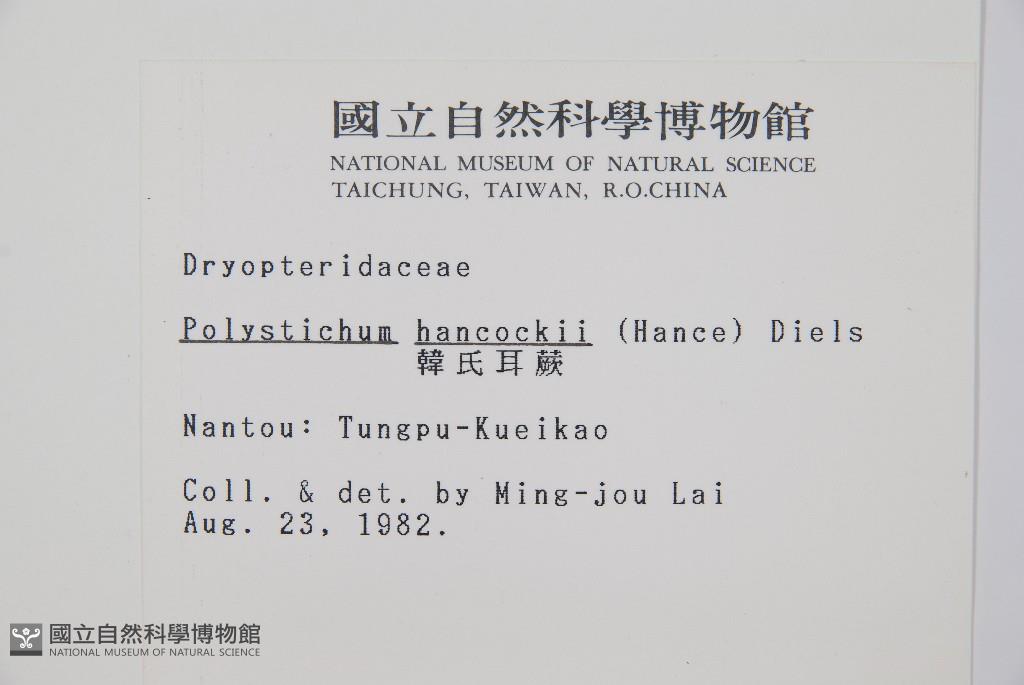 國立自然科學博物館
NATIONAL MUSEUM OF NATURAL SCIENCE
TAICHUNG, TAIWAN, R.O.CHINA
Dryopteridaceae
Polystichum hancockii (Hance) Diels
韓氏耳蕨
Nantou: Tungpu-Kueikao
Coll. & det. by Ming-jou Lai
Aug. 23, 1982.
國立自然科學博物館
NATIONAL MUSEUM OF NATURAL SCIENCE